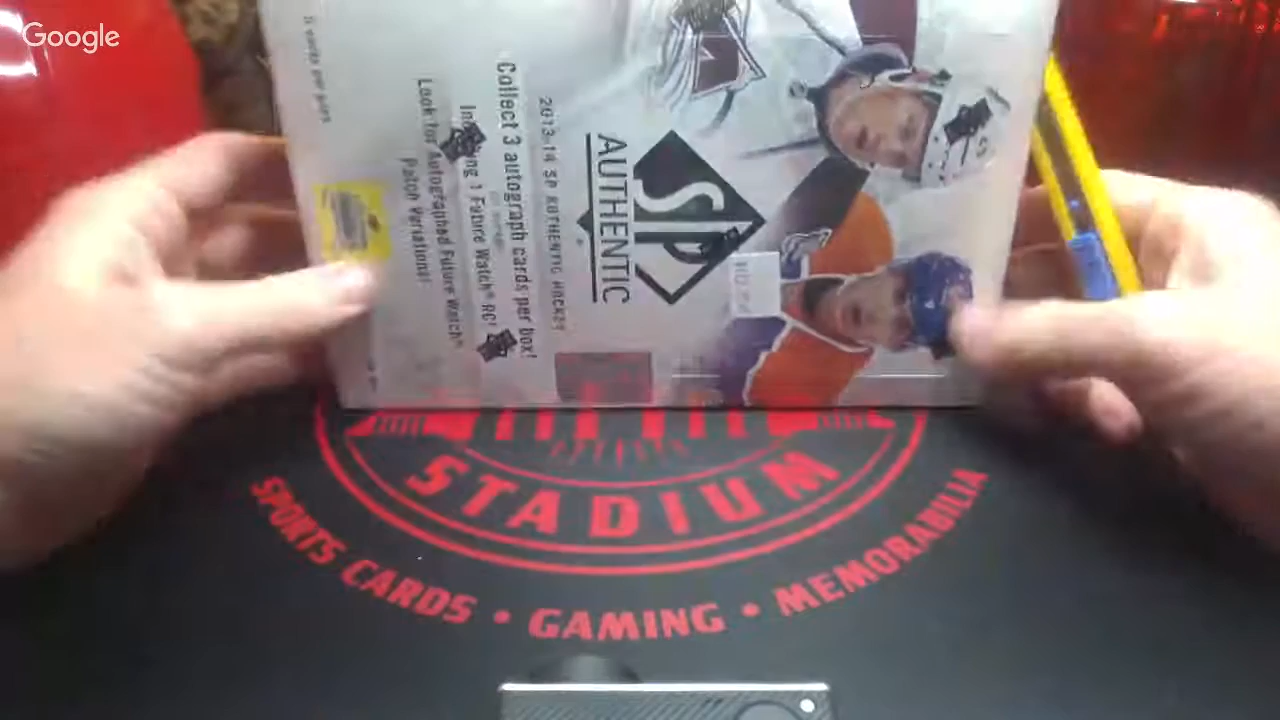 Google
2013-14 SP AUTHENTIC HOCKEY
Collect 3 autograph cards per box!
1 Future Watch® RC!
Look for Autographed Future Watch®
Patch Variations!
SP
AUTHENTIC
STADIUM
SPORTS CARDS • GAMING • MEMORABILIA